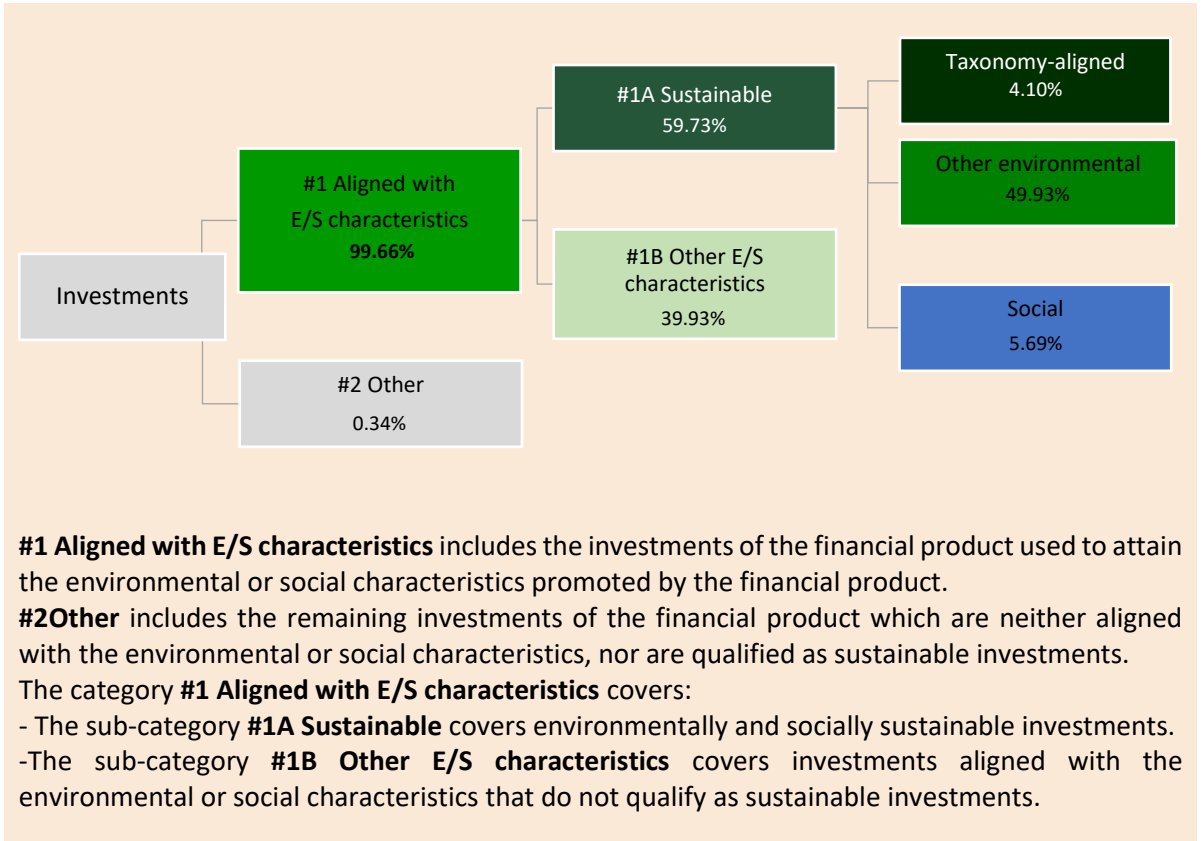 Investments
#1 Aligned with
E/S characteristics
99.66%
#2 Other
0.34%
#1A Sustainable
59.73%
#1B Other E/S
characteristics
39.93%
Taxonomy-aligned
4.10%
Other environmental
49.93%
Social
5.69%
#1 Aligned with E/S characteristics includes the investments of the financial product used to attain
the environmental or social characteristics promoted by the financial product.
#2Other includes the remaining investments of the financial product which are neither aligned
with the environmental or social characteristics, nor are qualified as sustainable investments.
The category #1 Aligned with E/S characteristics covers:
- The sub-category #1A Sustainable covers environmentally and socially sustainable investments.
-The sub-category #1B Other E/S characteristics covers investments aligned with the
environmental or social characteristics that do not qualify as sustainable investments.